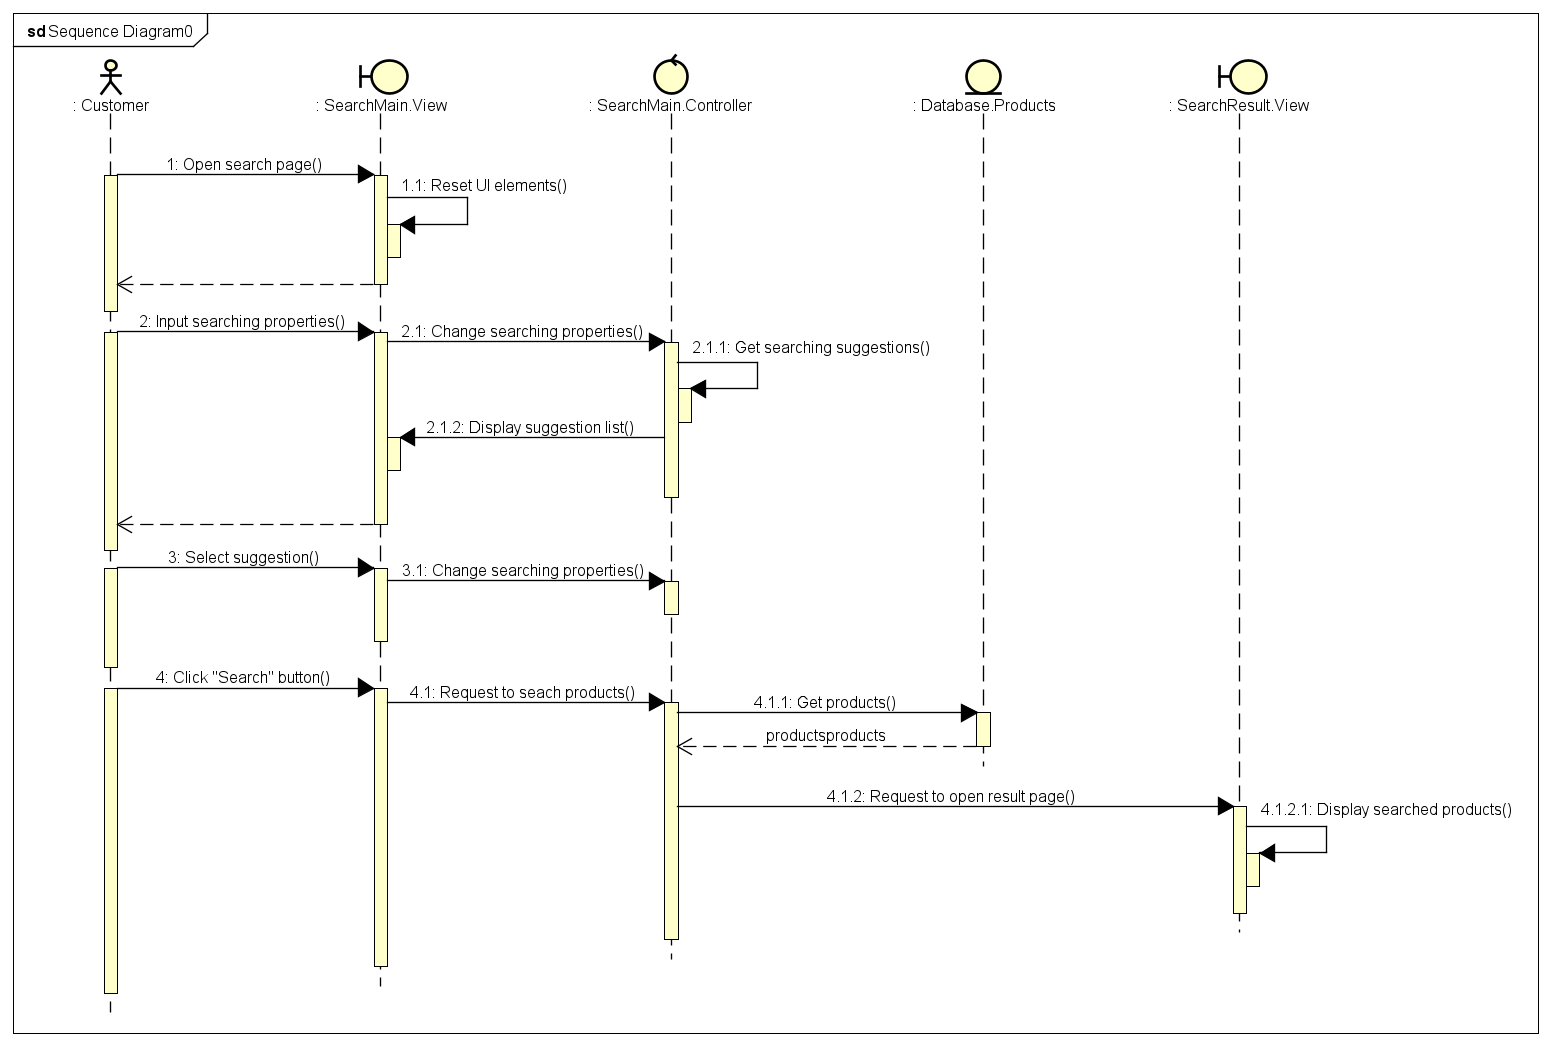 sd Sequence Diagram0
: Customer
: SearchMain.View
: SearchMain.Controller
: Database.Products
: SearchResult.View
1: Open search page()
1.1: Reset UI elements()
2: Input searching properties()
2.1: Change searching properties()
2.1.1: Get searching suggestions()
2.1.2: Display suggestion list()
3: Select suggestion()
3.1: Change searching properties()
4: Click "Search" button()
4.1: Request to seach products()
4.1.1: Get products()
productsproducts
4.1.2: Request to open result page()
4.1.2.1: Display searched products()